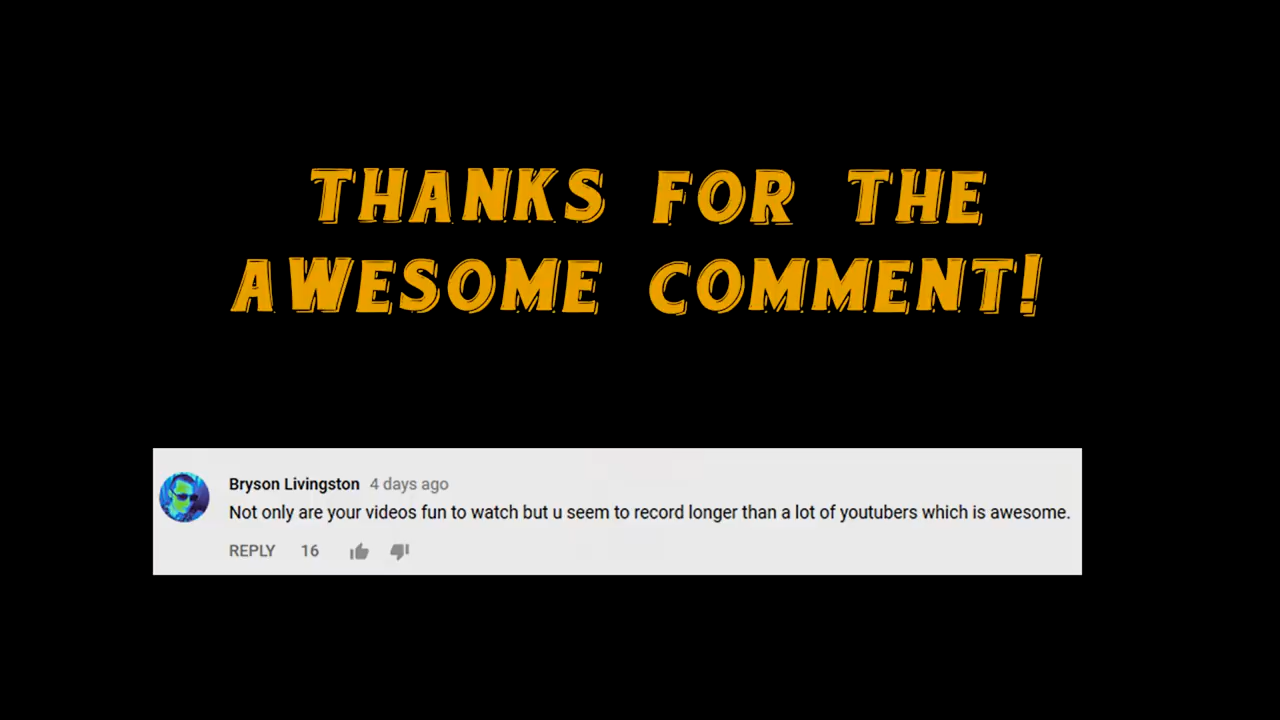 THANKS FOR THE
AWESOME COMMENT!
Bryson Livingston 4 days ago
Not only are your videos fun to watch but u seem to record longer than a lot of youtubers which is awesome.
REPLY 16